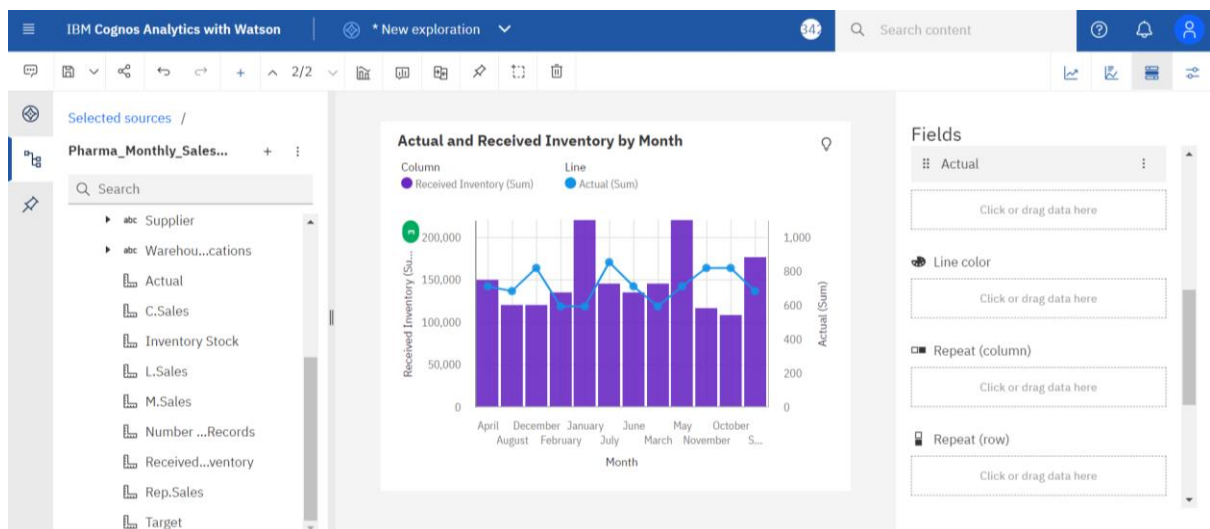 IBM Cognos Analytics with Watson
* New exploration
Search content
2/2
Selected sources /
Pharma_Monthly_Sales...
Search
abc Supplier
abc Warehou...cations
Actual
C.Sales
Inventory Stock
L.Sales
M.Sales
Number ...Records
Received...ventory
Rep.Sales
Target
Actual and Received Inventory by Month
Column Line
Received Inventory (Sum) Actual (Sum)
3
200,000
150,000
100,000
50,000
0
Received Inventory (Su...
1,000
800
600
400
200
0
Actual (Sum)
April December January June May October
August February July March November S...
Month
Fields
Actual
Click or drag data here
Line color
Click or drag data here
Repeat (column)
Click or drag data here
Repeat (row)
Click or drag data here